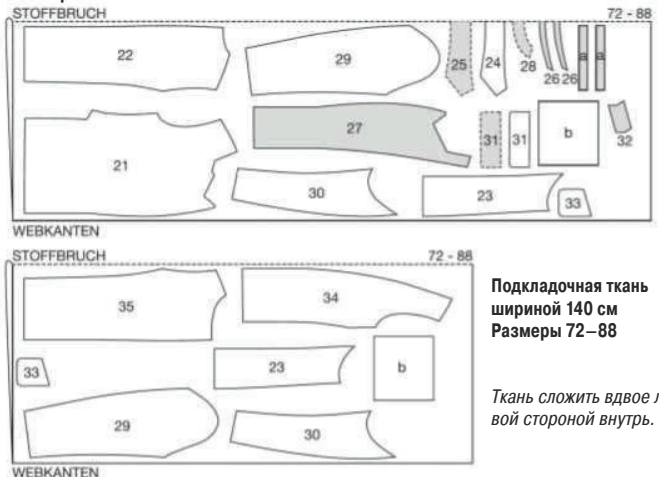 STOFFBRUCH 72 - 88
22
29
25
24
28
26 26
a a
27
31
31
b
32
21
30
23
33
WEBKANTEN
STOFFBRUCH 72 - 88
35
34
33
23
b
29
30
WEBKANTEN
Подкладочная ткань
шириной 140 см
Размеры 72–88
Ткань сложить вдвое
вой стороной внутрь.